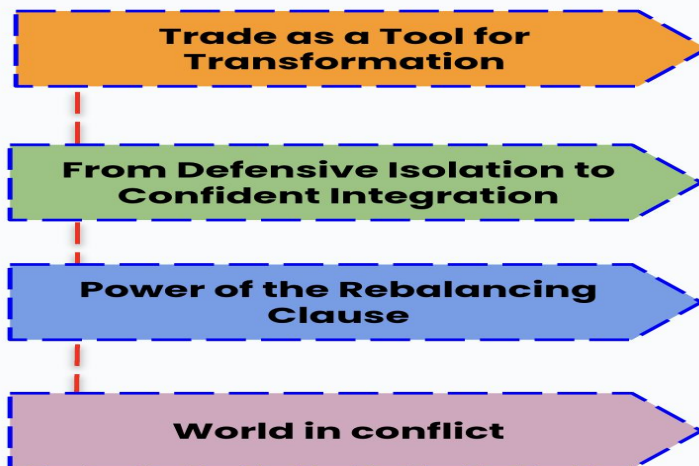 Trade as a Tool for
Transformation
From Defensive Isolation to
Confident Integration
Power of the Rebalancing
Clause
World in conflict